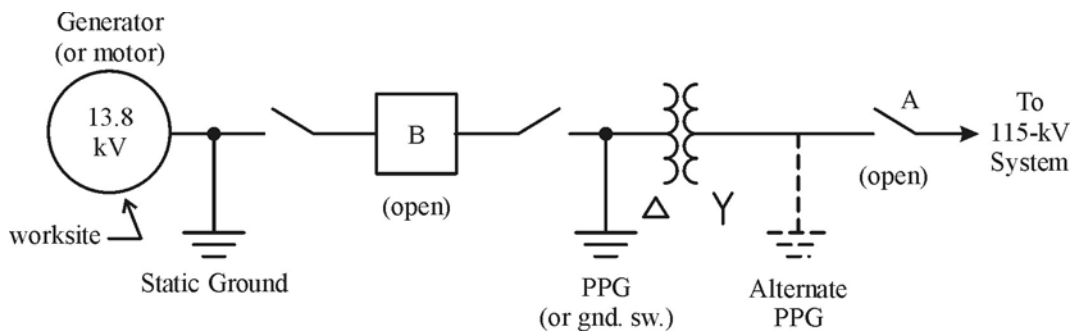 Generator
(or motor)
13.8
kV
worksite
Static Ground
B
(open)
PPG
(or gnd. sw.)
Δ
Y
Alternate
PPG
A
(open)
To
115-kV
System